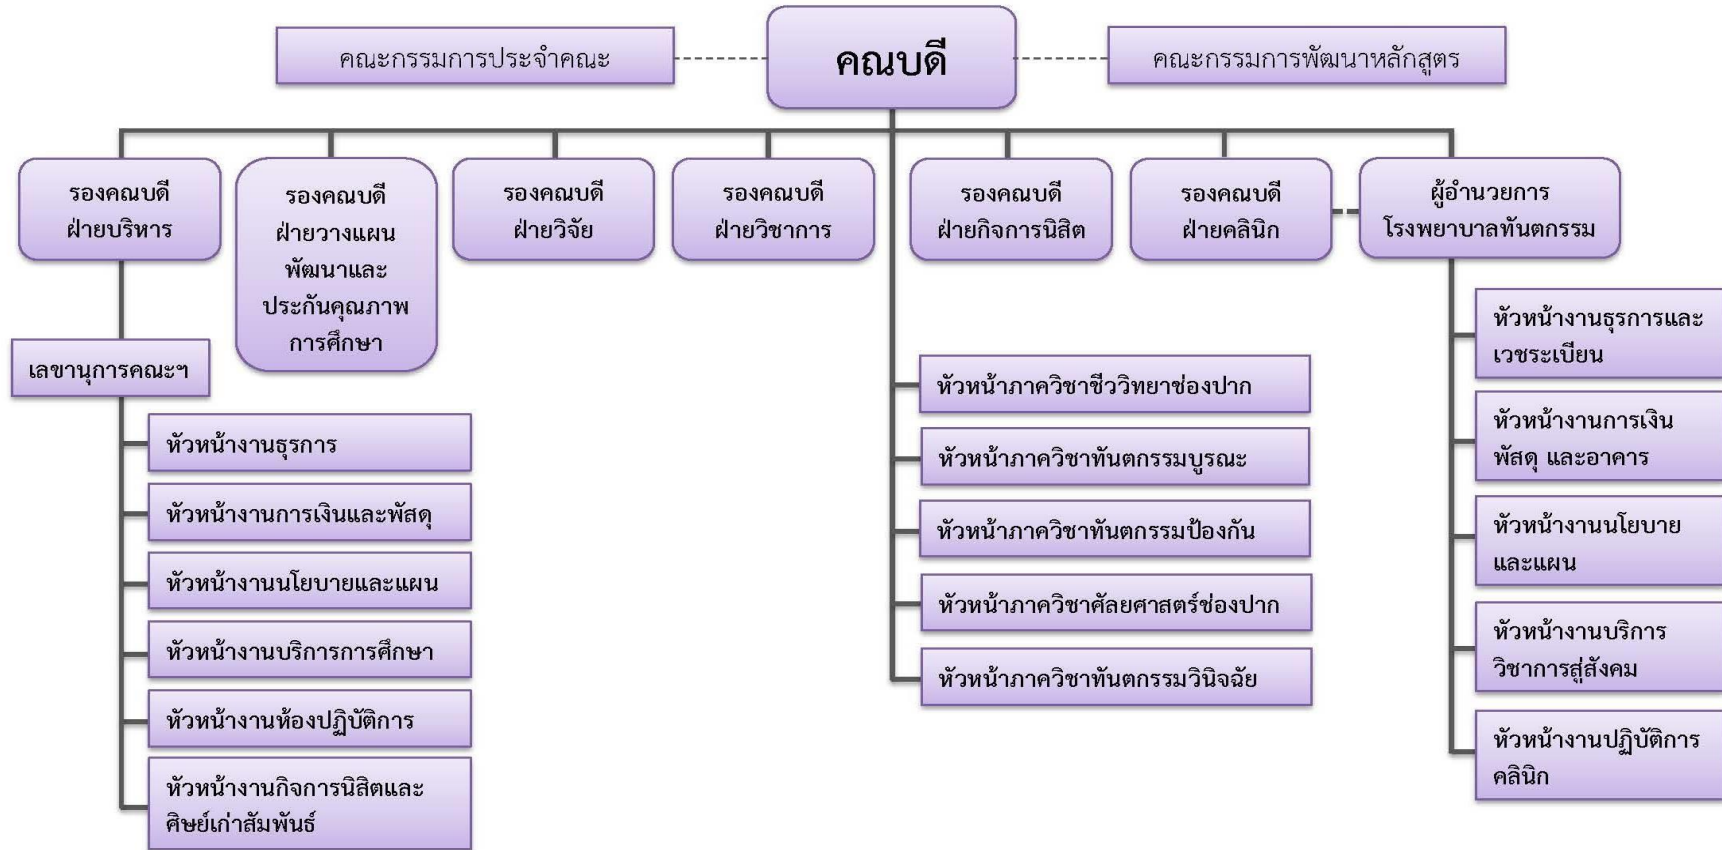 คณะกรรมการประจำคณะ
คณบดี
คณะกรรมการพัฒนาหลักสูตร
รองคณบดี
ฝ่ายบริหาร
รองคณบดี
ฝ่ายวางแผน
พัฒนาและ
ประกันคุณภาพ
การศึกษา
รองคณบดี
ฝ่ายวิจัย
รองคณบดี
ฝ่ายวิชาการ
รองคณบดี
ฝ่ายกิจการนิสิต
รองคณบดี
ฝ่ายคลินิก
ผู้อำนวยการ
โรงพยาบาลทันตกรรม
เลขานุการคณะฯ
หัวหน้างานธุรการ
หัวหน้างานการเงินและพัสดุ
หัวหน้างานนโยบายและแผน
หัวหน้างานบริการการศึกษา
หัวหน้างานห้องปฏิบัติการ
หัวหน้างานกิจการนิสิตและ
ศิษย์เก่าสัมพันธ์
หัวหน้าภาควิชาชีววิทยาช่องปาก
หัวหน้าภาควิชาทันตกรรมบูรณะ
หัวหน้าภาควิชาทันตกรรมป้องกัน
หัวหน้าภาควิชาศัลยศาสตร์ช่องปาก
หัวหน้าภาควิชาทันตกรรมวินิจฉัย
หัวหน้างานธุรการและ
เวชระเบียน
หัวหน้างานการเงิน
พัสดุ และอาคาร
หัวหน้างานนโยบาย
และแผน
หัวหน้างานบริการ
วิชาการสู่สังคม
หัวหน้างานปฏิบัติการ
คลินิก